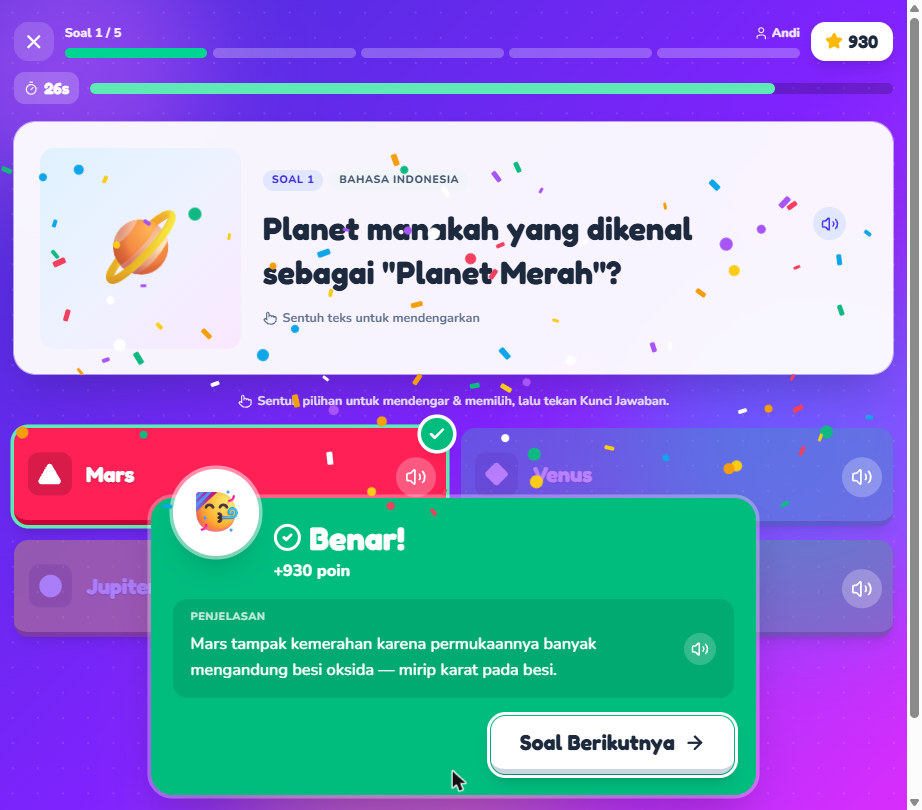 Soal 1 / 5
Andi
930
26s
SOAL 1
BAHASA INDONESIA
Planet manakah yang dikenal
sebagai "Planet Merah"?
Sentuh teks untuk mendengarkan
Sentuh pilihan untuk mendengar & memilih, lalu tekan Kunci Jawaban.
Mars
Venus
Jupiter
Benar!
+930 poin
PENJELASAN
Mars tampak kemerahan karena permukaannya banyak
mengandung besi oksida — mirip karat pada besi.
Soal Berikutnya